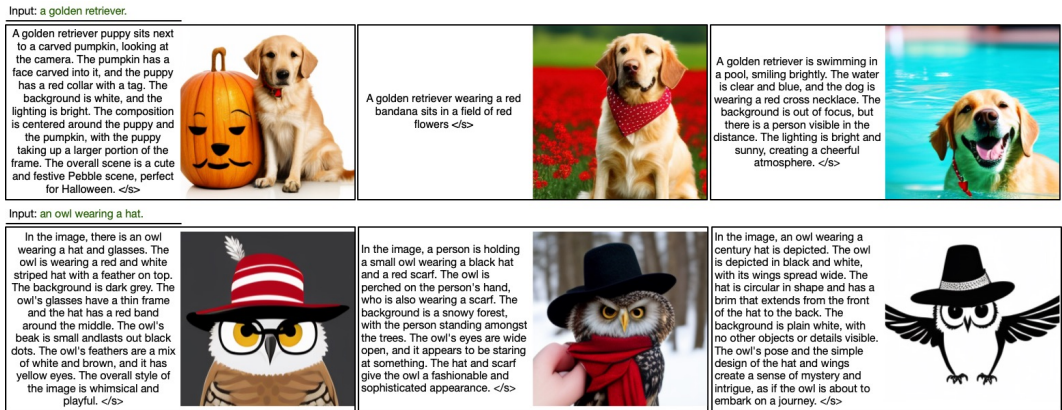 Input: a golden retriever.
A golden retriever puppy sits next
to a carved pumpkin, looking at
the camera. The pumpkin has a
face carved into it, and the puppy
has a red collar with a tag. The
background is white, and the
lighting is bright. The composition
is centered around the puppy and
the pumpkin, with the puppy
taking up a larger portion of the
frame. The overall scene is a cute
and festive Pebble scene, perfect
for Halloween. </s>
A golden retriever wearing a red
bandana sits in a field of red
flowers </s>
A golden retriever is swimming in
a pool, smiling brightly. The water
is clear and blue, and the dog is
wearing a red cross necklace. The
background is out of focus, but
there is a person visible in the
distance. The lighting is bright and
sunny, creating a cheerful
atmosphere. </s>
Input: an owl wearing a hat.
In the image, there is an owl
wearing a hat and glasses. The
owl is wearing a red and white
striped hat with a feather on top.
The background is dark grey. The
owl's glasses have a thin frame
and the hat has a red band
around the middle. The owl's
beak is small andlasts out black
dots. The owl's feathers are a mix
of white and brown, and it has
yellow eyes. The overall style of
the image is whimsical and
playful. </s>
In the image, a person is holding
a small owl wearing a black hat
and a red scarf. The owl is
perched on the person's hand,
who is also wearing a scarf. The
background is a snowy forest,
with the person standing amongst
the trees. The owl's eyes are wide
open, and it appears to be staring
at something. The hat and scarf
give the owl a fashionable and
sophisticated appearance. </s>
In the image, an owl wearing a
century hat is depicted. The owl
is depicted in black and white,
with its wings spread wide. The
hat is circular in shape and has a
brim that extends from the front
of the hat to the back. The
background is plain white, with
no other objects or details visible.
The owl's pose and the simple
design of the hat and wings
create a sense of mystery and
intrigue, as if the owl is about to
embark on a journey. </s>